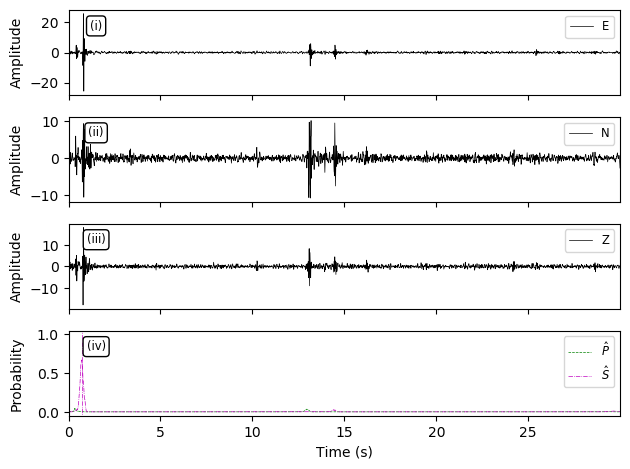 Amplitude
20
0
−20
(i)
E
Amplitude
10
0
−10
(ii)
N
Amplitude
10
0
−10
(iii)
Z
Probability
1.0
0.5
0.0
(iv)
P̂
Ŝ
0 5 10 15 20 25
Time (s)